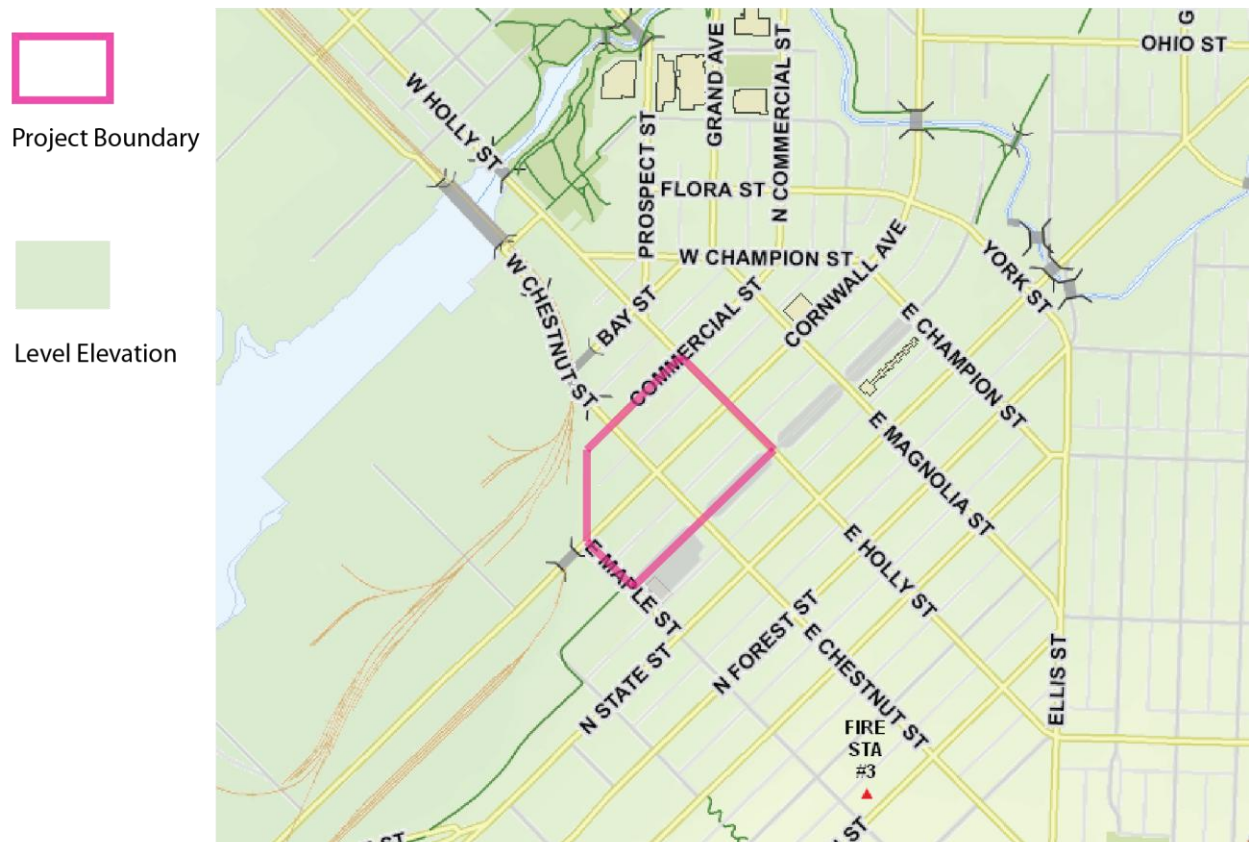 Project Boundary
Level Elevation
G
OHIO ST
W HOLLY ST
PROSPECT ST
GRAND AVE
N COMMERCIAL ST
FLORA ST
W CHAMPION ST
CORNWALL AVE
YORK ST
W CHESTNUT ST
BAY ST
COMMERCIAL ST
E CHAMPION ST
E MAGNOLIA ST
E HOLLY ST
E MAPLE ST
N STATE ST
N FOREST ST
E CHESTNUT ST
ELLIS ST
FIRE
STA
#3
ST
ST